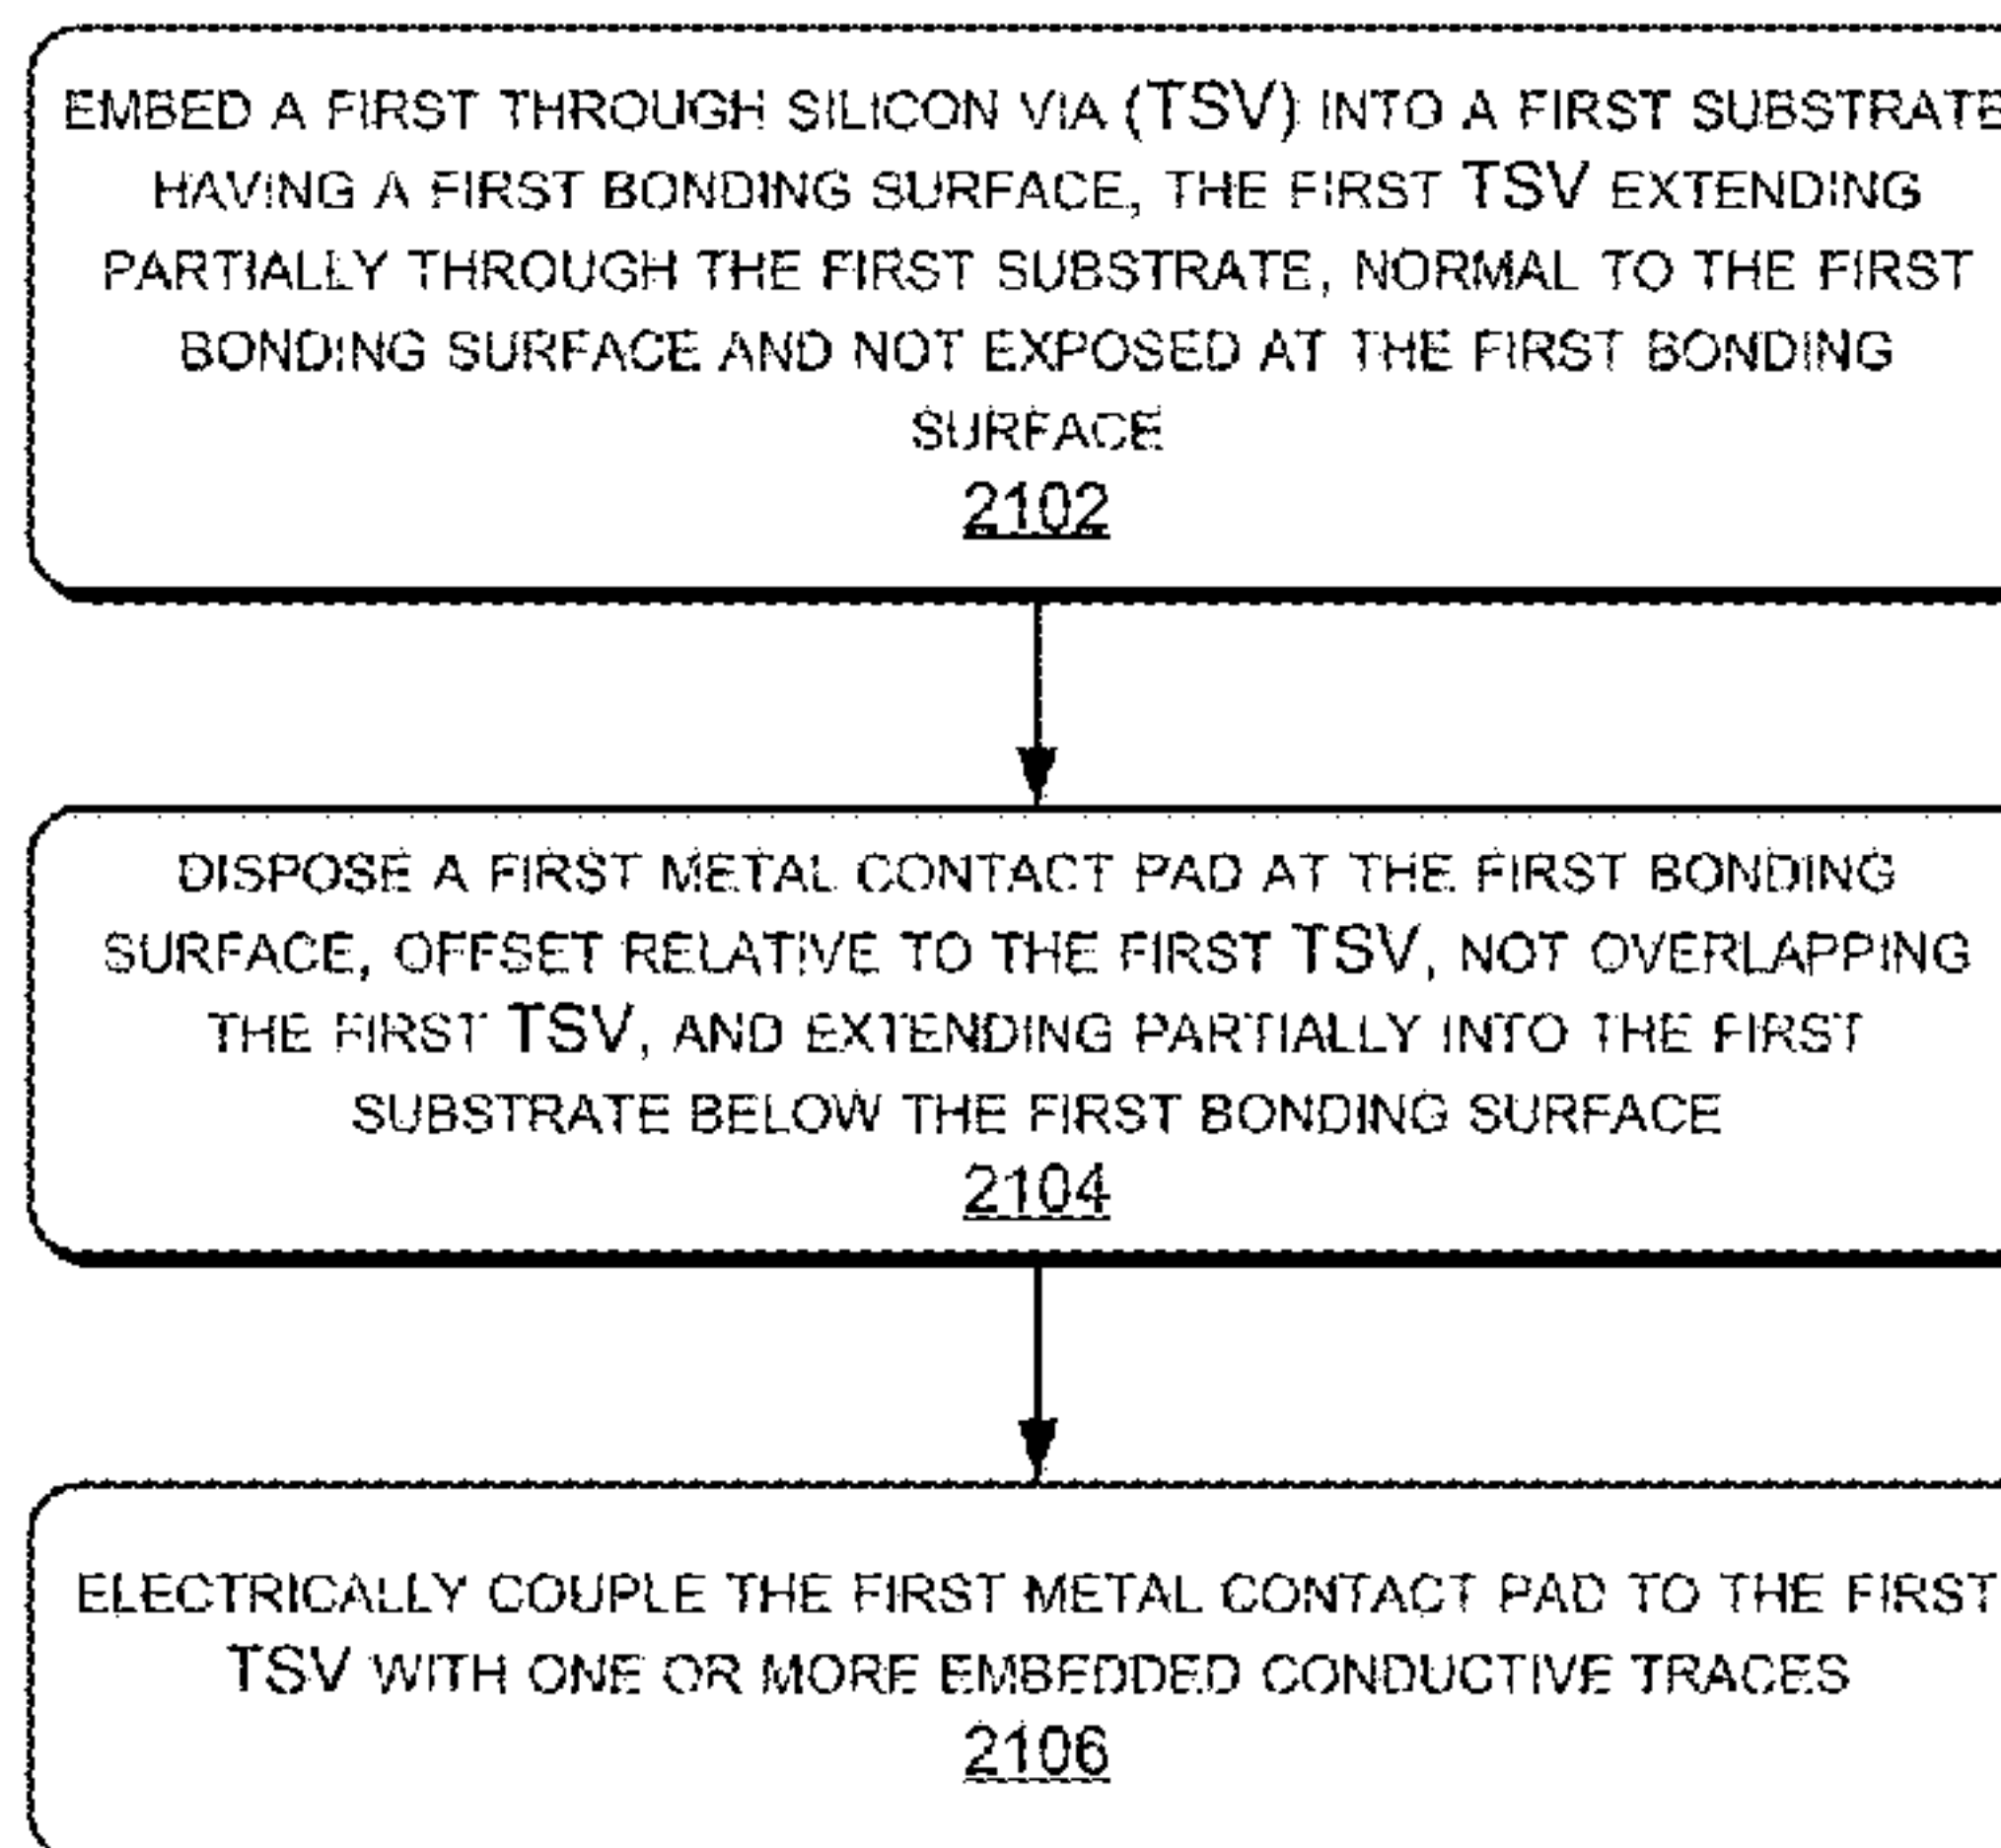 EMBED A FIRST THROUGH SILICON VIA (TSV) INTO A FIRST SUBSTRATE
HAVING A FIRST BONDING SURFACE, THE FIRST TSV EXTENDING
PARTIALLY THROUGH THE FIRST SUBSTRATE, NORMAL TO THE FIRST
BONDING SURFACE AND NOT EXPOSED AT THE FIRST BONDING
SURFACE
2102
DISPOSE A FIRST METAL CONTACT PAD AT THE FIRST BONDING
SURFACE, OFFSET RELATIVE TO THE FIRST TSV, NOT OVERLAPPING
THE FIRST TSV, AND EXTENDING PARTIALLY INTO THE FIRST
SUBSTRATE BELOW THE FIRST BONDING SURFACE
2104
ELECTRICALLY COUPLE THE FIRST METAL CONTACT PAD TO THE FIRST
TSV WITH ONE OR MORE EMBEDDED CONDUCTIVE TRACES
2106